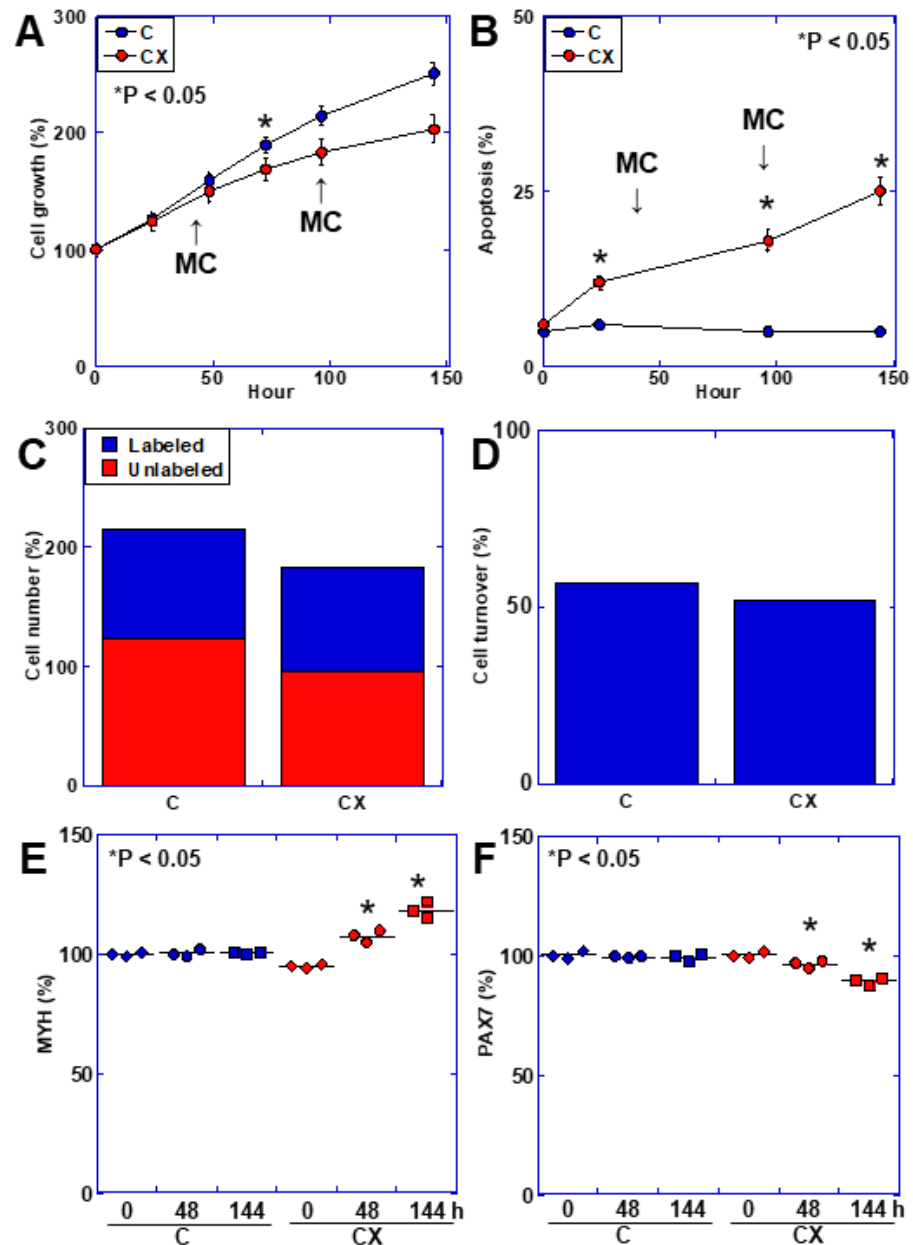 A
300
200
100
0
Cell growth (%)
C
CX
*P < 0.05
*
↑
MC
↑
MC
0
50
100
150
Hour
B
50
25
0
Apoptosis (%)
C
CX
*P < 0.05
MC
↓
MC
↓
*
*
*
0
50
100
150
Hour
C
300
200
100
0
Cell number (%)
Labeled
Unlabeled
C
CX
D
100
50
0
Cell turnover (%)
C
CX
E
150
100
50
0
MYH (%)
*P < 0.05
*
*
0 48 144 0 48 144 h
C CX
F
150
100
50
0
PAX7 (%)
*P < 0.05
*
*
0 48 144 0 48 144 h
C CX